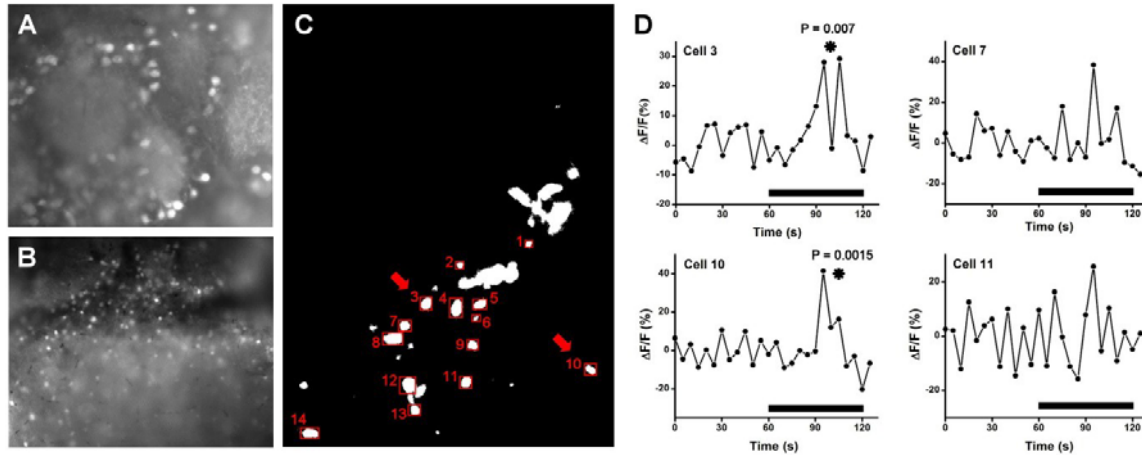 A
B
C
1
2
3
4
5
6
7
8
9
10
11
12
13
14
D
P = 0.007
Cell 3
ΔF/F(%)
30
20
10
0
-10
-20
0 30 60 90 120
Time (s)
Cell 7
ΔF/F (%)
40
20
0
-20
0 30 60 90 120
Time (s)
P = 0.0015
Cell 10
ΔF/F (%)
40
20
0
-20
0 30 60 90 120
Time (s)
Cell 11
ΔF/F (%)
20
0
-20
0 30 60 90 120
Time (s)